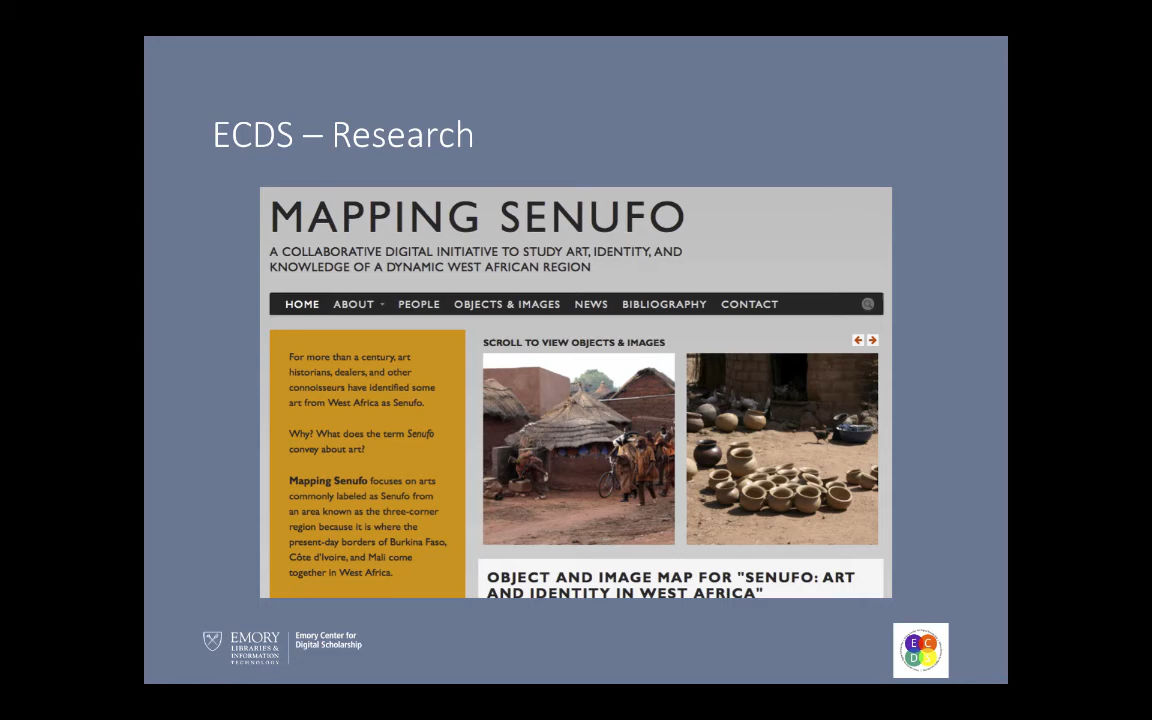 ECDS – Research
MAPPING SENUFO
A COLLABORATIVE DIGITAL INITIATIVE TO STUDY ART, IDENTITY, AND
KNOWLEDGE OF A DYNAMIC WEST AFRICAN REGION
HOME ABOUT PEOPLE OBJECTS & IMAGES NEWS BIBLIOGRAPHY CONTACT
For more than a century, art
historians, dealers, and other
connoisseurs have identified some
art from West Africa as Senufo.
Why? What does the term Senufo
convey about art?
Mapping Senufo focuses on arts
commonly labeled as Senufo from
an area known as the three-corner
region because it is where the
present-day borders of Burkina Faso,
Côte d'Ivoire, and Mali come
together in West Africa.
SCROLL TO VIEW OBJECTS & IMAGES
OBJECT AND IMAGE MAP FOR "SENUFO: ART
AND IDENTITY IN WEST AFRICA"
EMORY
LIBRARIES &
INFORMATION
TECHNOLOGY
Emory Center for
Digital Scholarship
E C
D S